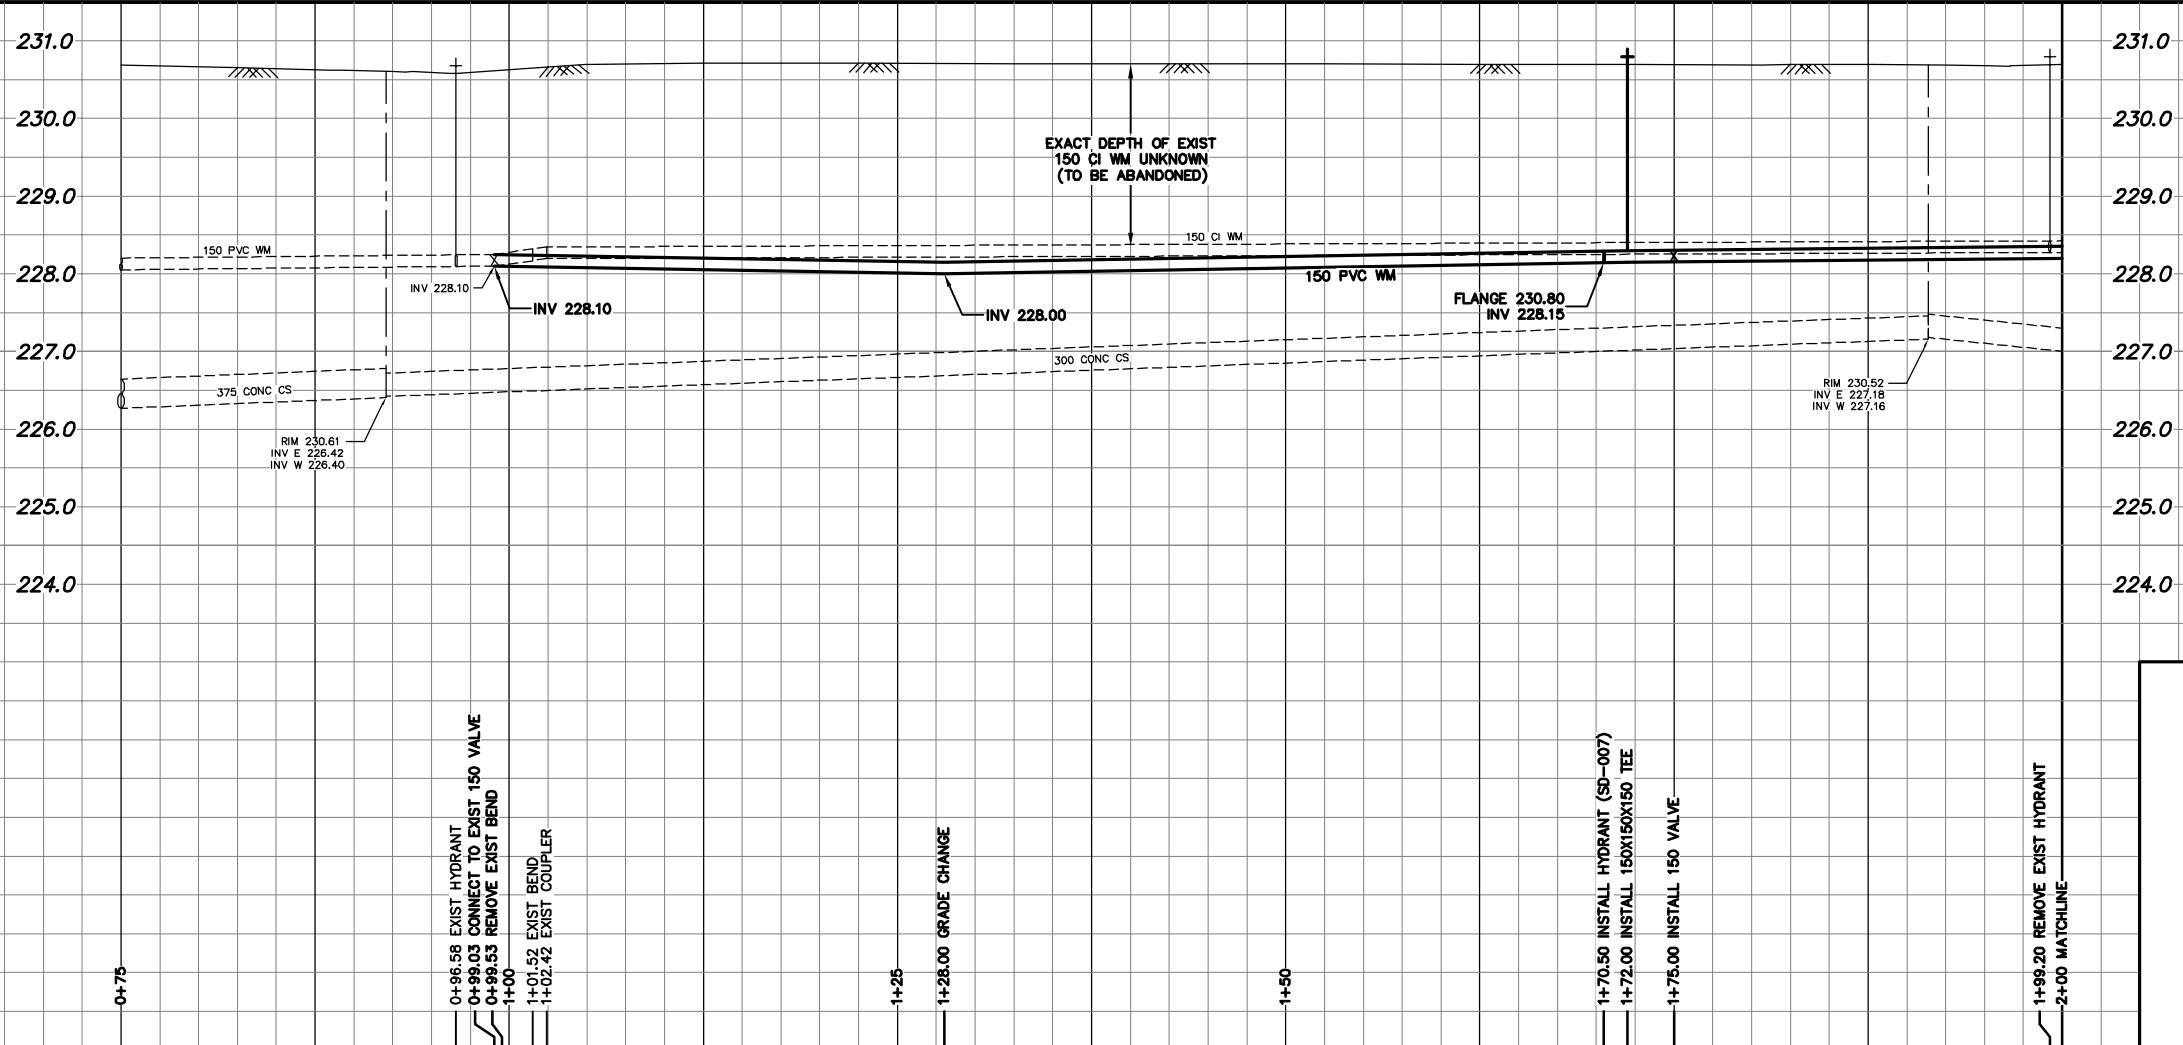 231.0
231.0
230.0
230.0
EXACT DEPTH OF EXIST
150 CI WM UNKNOWN
(TO BE ABANDONED)
229.0
229.0
150 PVC WM
150 CI WM
228.0
228.0
150 PVC WM
INV 228.10
INV 228.10
INV 228.00
FLANGE 230.80
INV 228.15
227.0
227.0
300 CONC CS
375 CONC CS
RIM 230.52
INV E 227.18
INV W 227.16
226.0
226.0
RIM 230.61
INV E 226.42
INV W 226.40
225.0
225.0
224.0
224.0
0+75
0+96.58 EXIST HYDRANT
0+99.03 CONNECT TO EXIST 150 VALVE
0+99.53 REMOVE EXIST BEND
1+00
1+01.52 EXIST BEND
1+02.42 EXIST COUPLER
1+25
1+28.00 GRADE CHANGE
1+50
1+70.50 INSTALL HYDRANT (SD-007)
1+72.00 INSTALL 150X150X150 TEE
1+75.00 INSTALL 150 VALVE
1+99.20 REMOVE EXIST HYDRANT
2+00 MATCHLINE